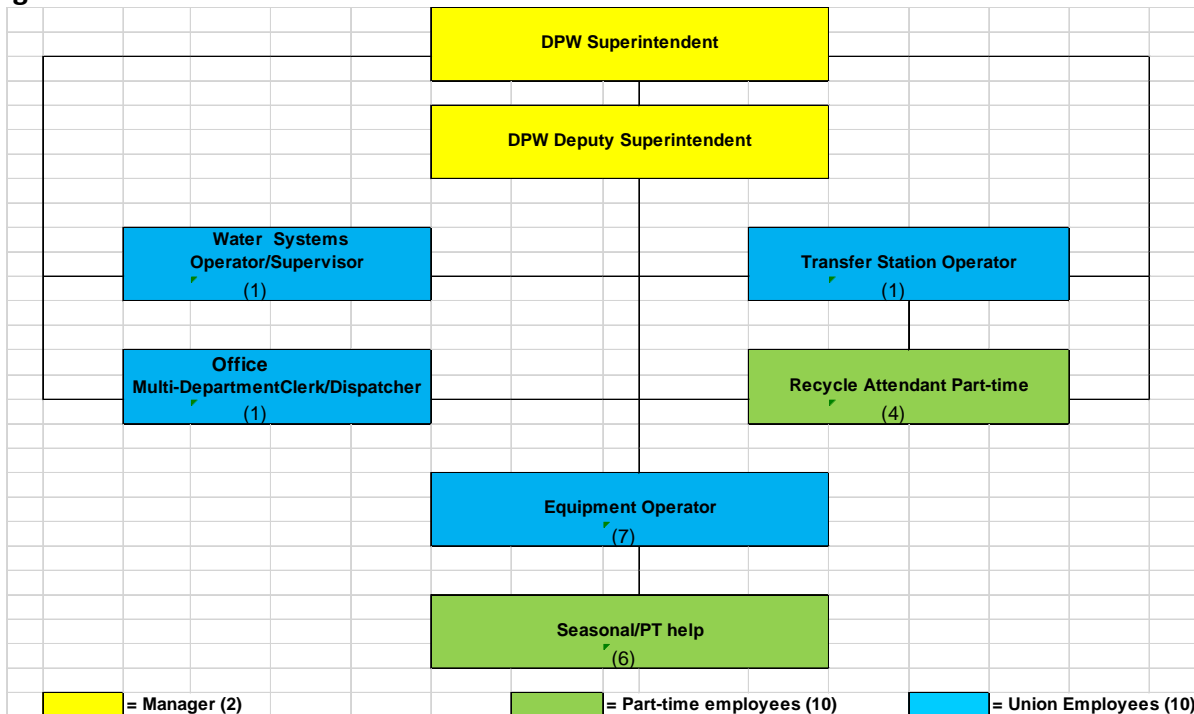 DPW Superintendent
DPW Deputy Superintendent
Water Systems
Operator/Supervisor
(1)
Transfer Station Operator
(1)
Office
Multi-DepartmentClerk/Dispatcher
(1)
Recycle Attendant Part-time
(4)
Equipment Operator
(7)
Seasonal/PT help
(6)
= Manager (2)
= Part-time employees (10)
= Union Employees (10)